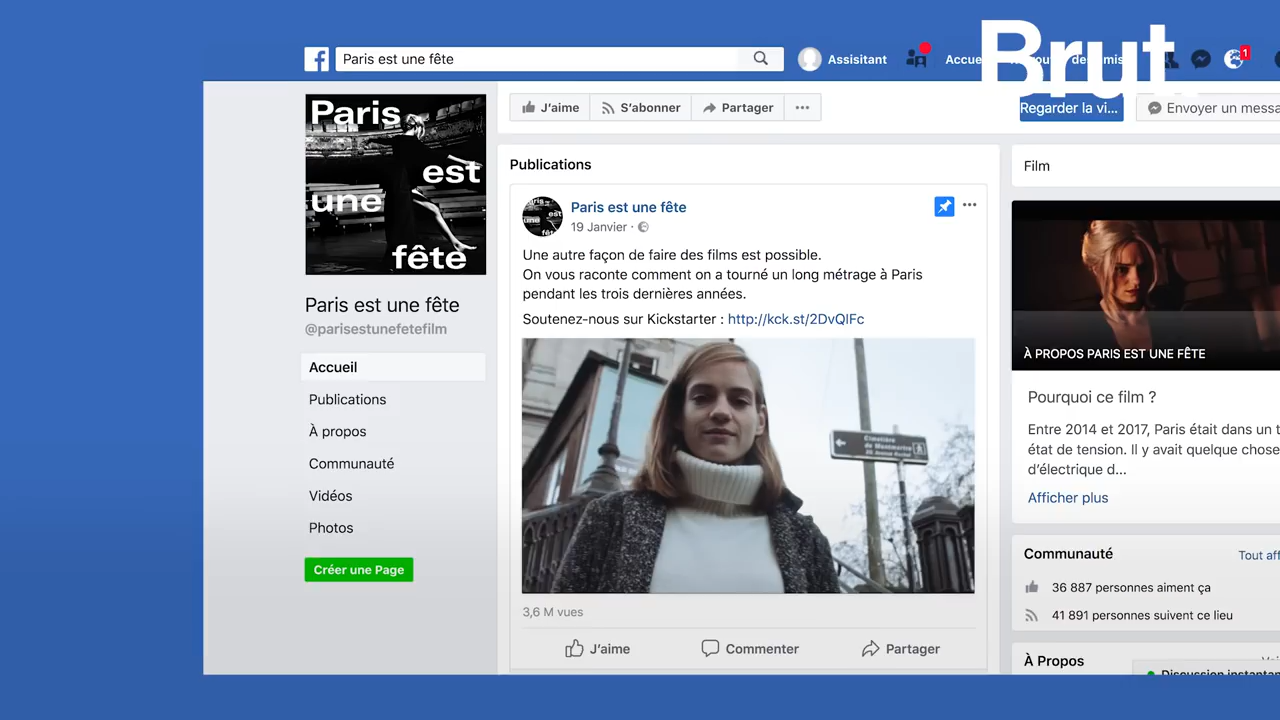 Brut.
Paris est une fête
Assisitant
1
Paris
est
une
fête
Paris est une fête
@parisestunefetefilm
Accueil
Publications
À propos
Communauté
Vidéos
Photos
Créer une Page
J'aime
S'abonner
Partager
Regarder la vi...
Envoyer un messa
Publications
Paris est une fête
19 Janvier
Une autre façon de faire des films est possible.
On vous raconte comment on a tourné un long métrage à Paris
pendant les trois dernières années.
Soutenez-nous sur Kickstarter : http://kck.st/2DvQlFc
Cimetière
de Montmartre
3,6 M vues
J'aime
Commenter
Partager
Film
À PROPOS PARIS EST UNE FÊTE
Pourquoi ce film ?
Entre 2014 et 2017, Paris était dans un t
état de tension. Il y avait quelque chose
d'électrique d...
Afficher plus
Communauté
Tout aff
36 887 personnes aiment ça
41 891 personnes suivent ce lieu
À Propos
Discussion instantan